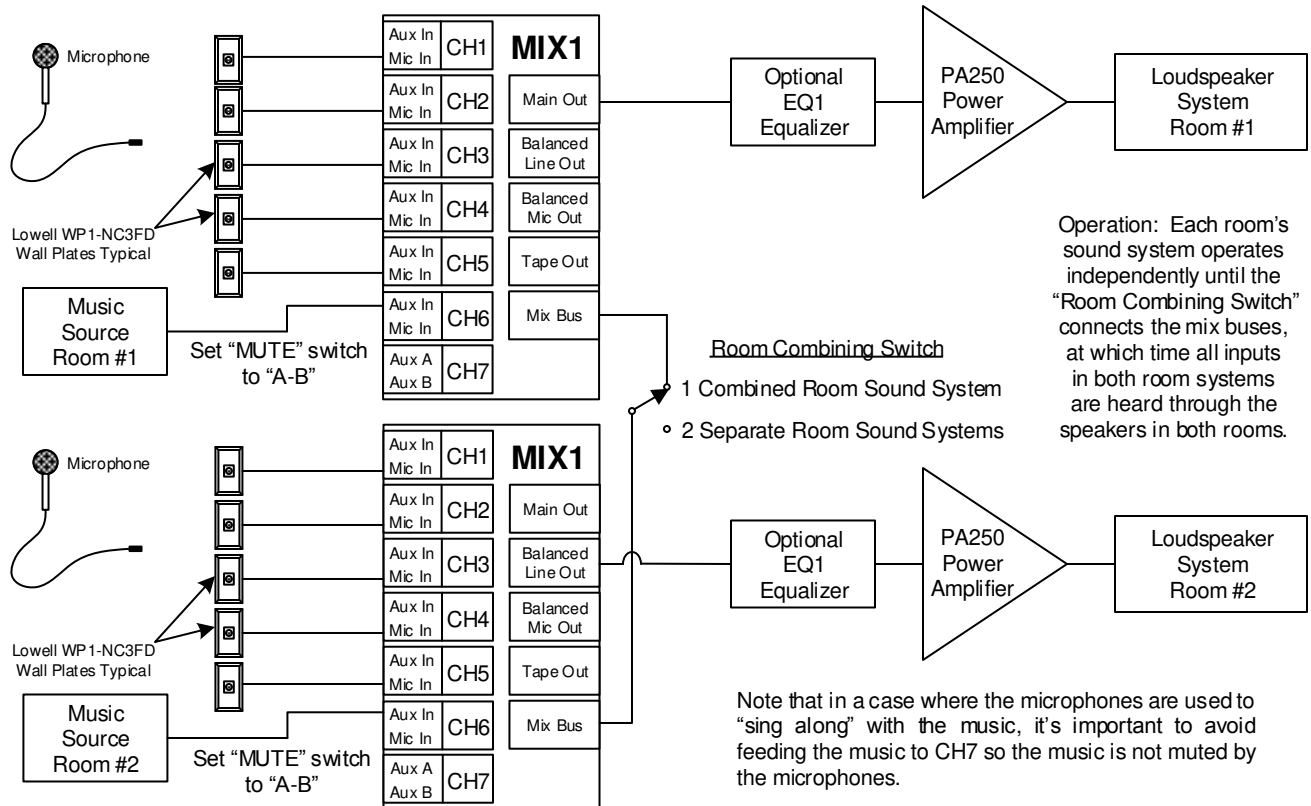 Microphone
Lowell WP1-NC3FD
Wall Plates Typical
Music
Source
Room #1
Set “MUTE” switch
to “A-B”
Aux In
Mic In
CH1
Aux In
Mic In
CH2
Aux In
Mic In
CH3
Aux In
Mic In
CH4
Aux In
Mic In
CH5
Aux In
Mic In
CH6
Aux A
Aux B
CH7
MIX1
Main Out
Balanced
Line Out
Balanced
Mic Out
Tape Out
Mix Bus
Optional
EQ1
Equalizer
PA250
Power
Amplifier
Loudspeaker
System
Room #1
Operation: Each room’s
sound system operates
independently until the
“Room Combining Switch”
connects the mix buses,
at which time all inputs
in both room systems
are heard through the
speakers in both rooms.
Room Combining Switch
1 Combined Room Sound System
2 Separate Room Sound Systems
Microphone
Lowell WP1-NC3FD
Wall Plates Typical
Music
Source
Room #2
Set “MUTE” switch
to “A-B”
Aux In
Mic In
CH1
Aux In
Mic In
CH2
Aux In
Mic In
CH3
Aux In
Mic In
CH4
Aux In
Mic In
CH5
Aux In
Mic In
CH6
Aux A
Aux B
CH7
MIX1
Main Out
Balanced
Line Out
Balanced
Mic Out
Tape Out
Mix Bus
Optional
EQ1
Equalizer
PA250
Power
Amplifier
Loudspeaker
System
Room #2
Note that in a case where the microphones are used to
“sing along” with the music, it’s important to avoid
feeding the music to CH7 so the music is not muted by
the microphones.